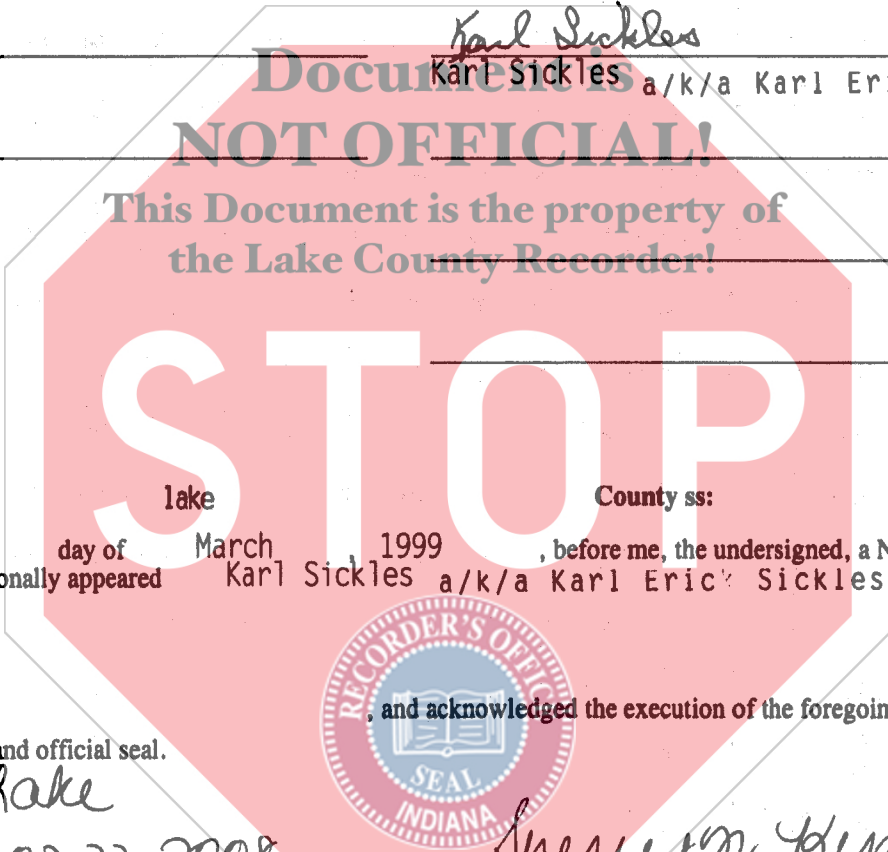 Karl Sickles
Document is
Karl Sickles a/k/a Karl Er
NOT OFFICIAL!
This Document is the property of
the Lake County Recorder!
STOP
lake County ss:
day of March , 1999 , before me, the undersigned, a N
onally appeared Karl Sickles a/k/a Karl Eric Sickles
RECORDER'S OFFICE
, and acknowledged the execution of the foregoin
and official seal.
SEAL
Lake
INDIANA
2008